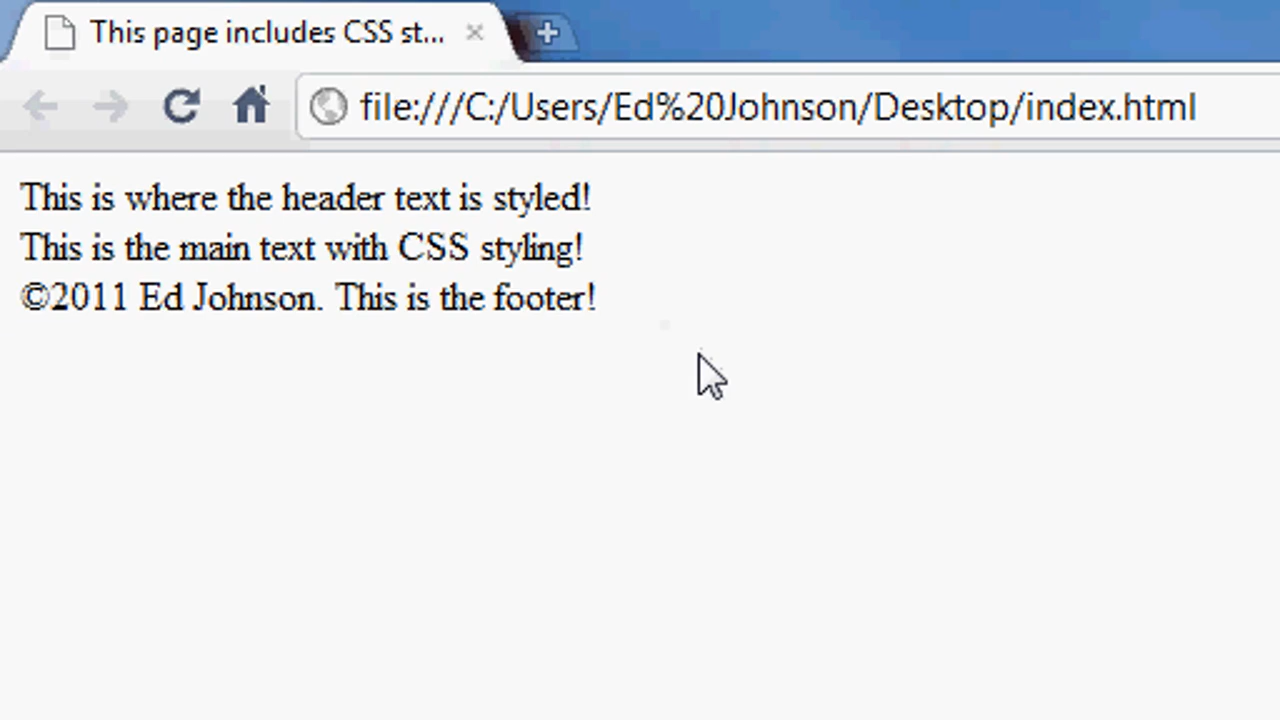 This page includes CSS st...
file:///C:/Users/Ed%20Johnson/Desktop/index.html
This is where the header text is styled!
This is the main text with CSS styling!
©2011 Ed Johnson. This is the footer!